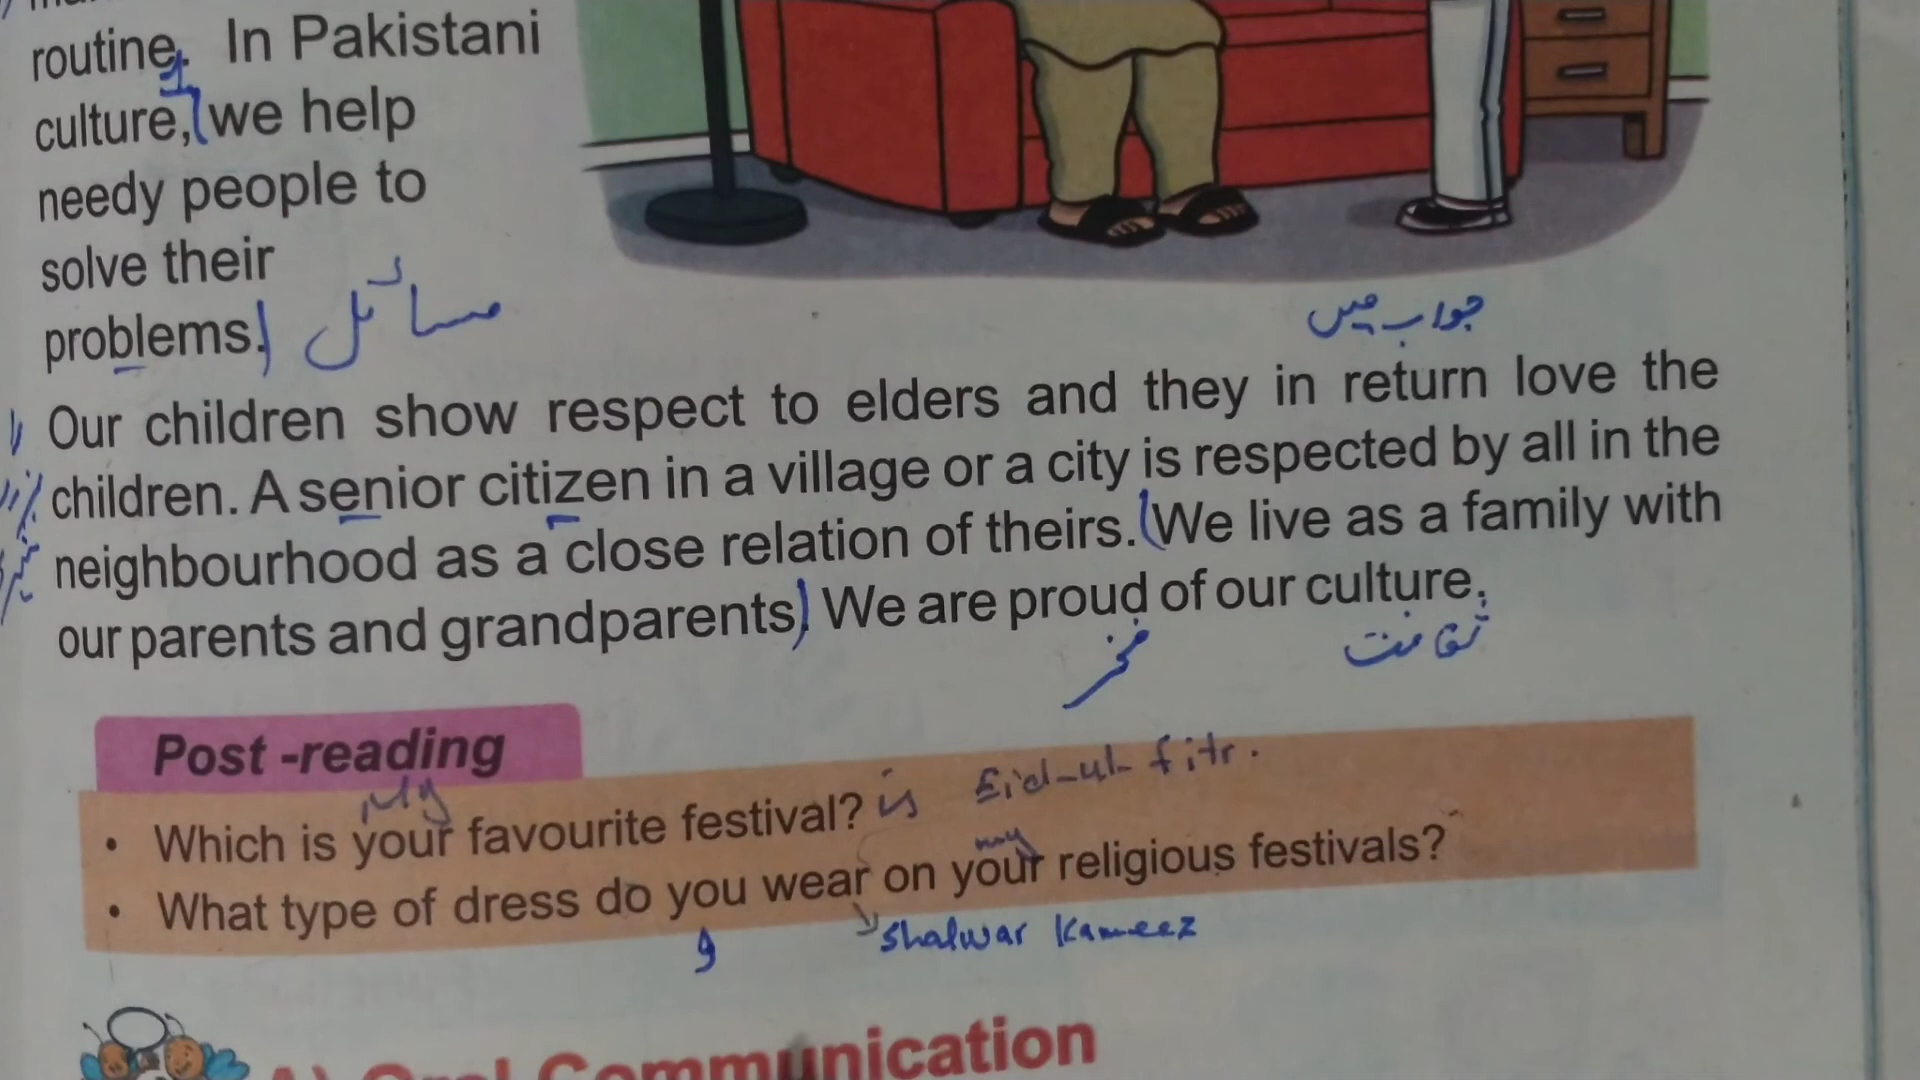 routine. In Pakistani
culture, we help
needy people to
solve their
problems.
مسائل
جواب میں
Our children show respect to elders and they in return love the
children. A senior citizen in a village or a city is respected by all in the
neighbourhood as a close relation of theirs. We live as a family with
our parents and grandparents. We are proud of our culture.
فخر ثقافت
Post -reading
My is Eid-ul-fitr.
• Which is your favourite festival?
my
• What type of dress do you wear on your religious festivals?
Shalwar Kameez
Communication